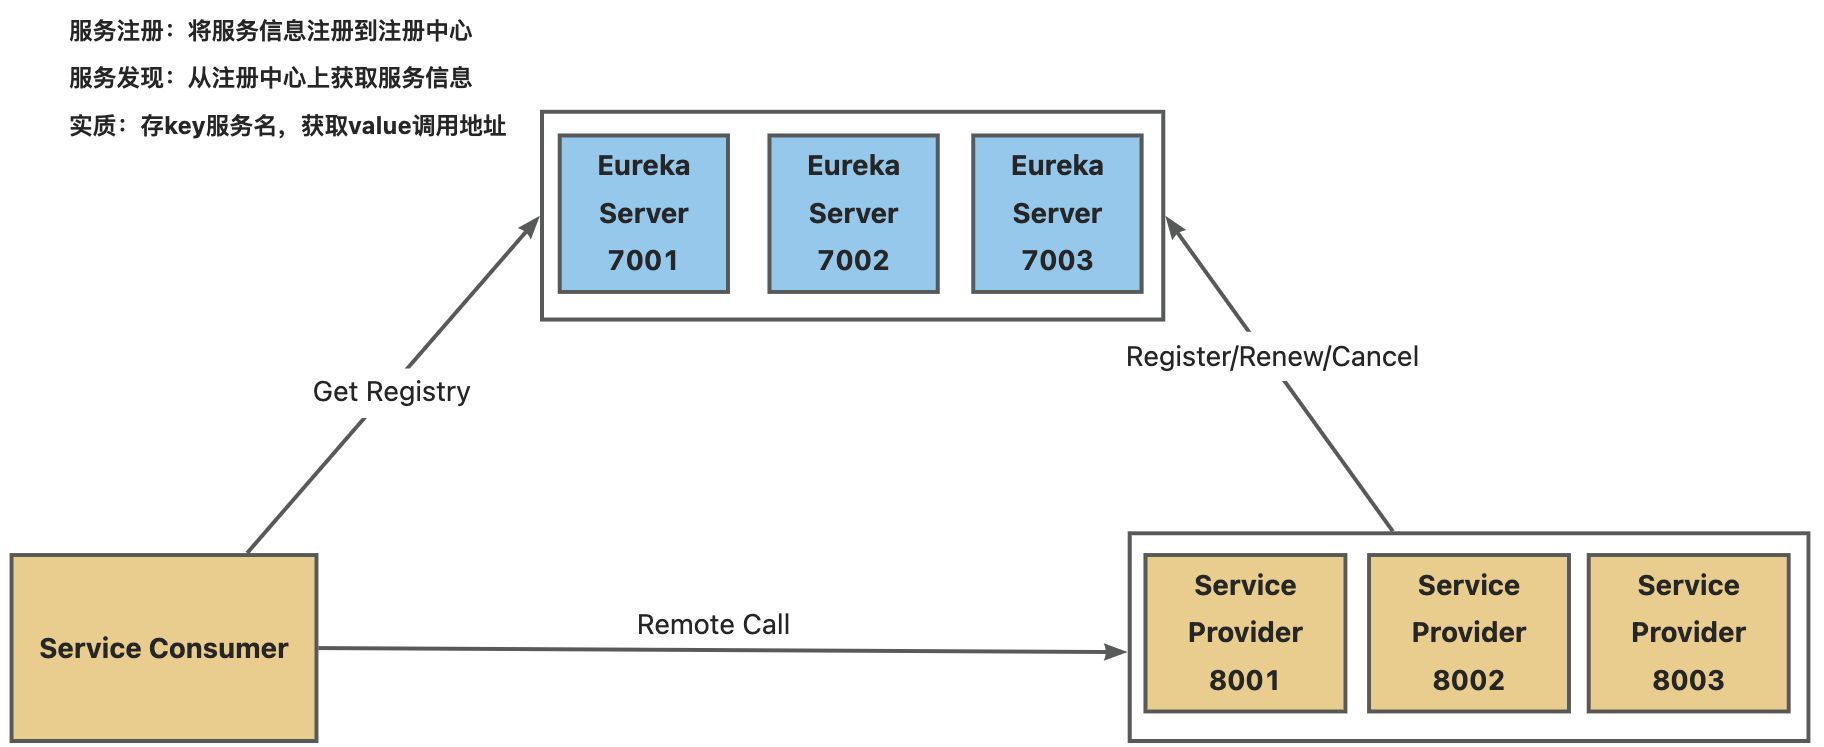 服务注册：将服务信息注册到注册中心
服务发现：从注册中心上获取服务信息
实质：存key服务名，获取value调用地址
Eureka
Server
7001
Eureka
Server
7002
Eureka
Server
7003
Get Registry
Register/Renew/Cancel
Service Consumer
Remote Call
Service
Provider
8001
Service
Provider
8002
Service
Provider
8003